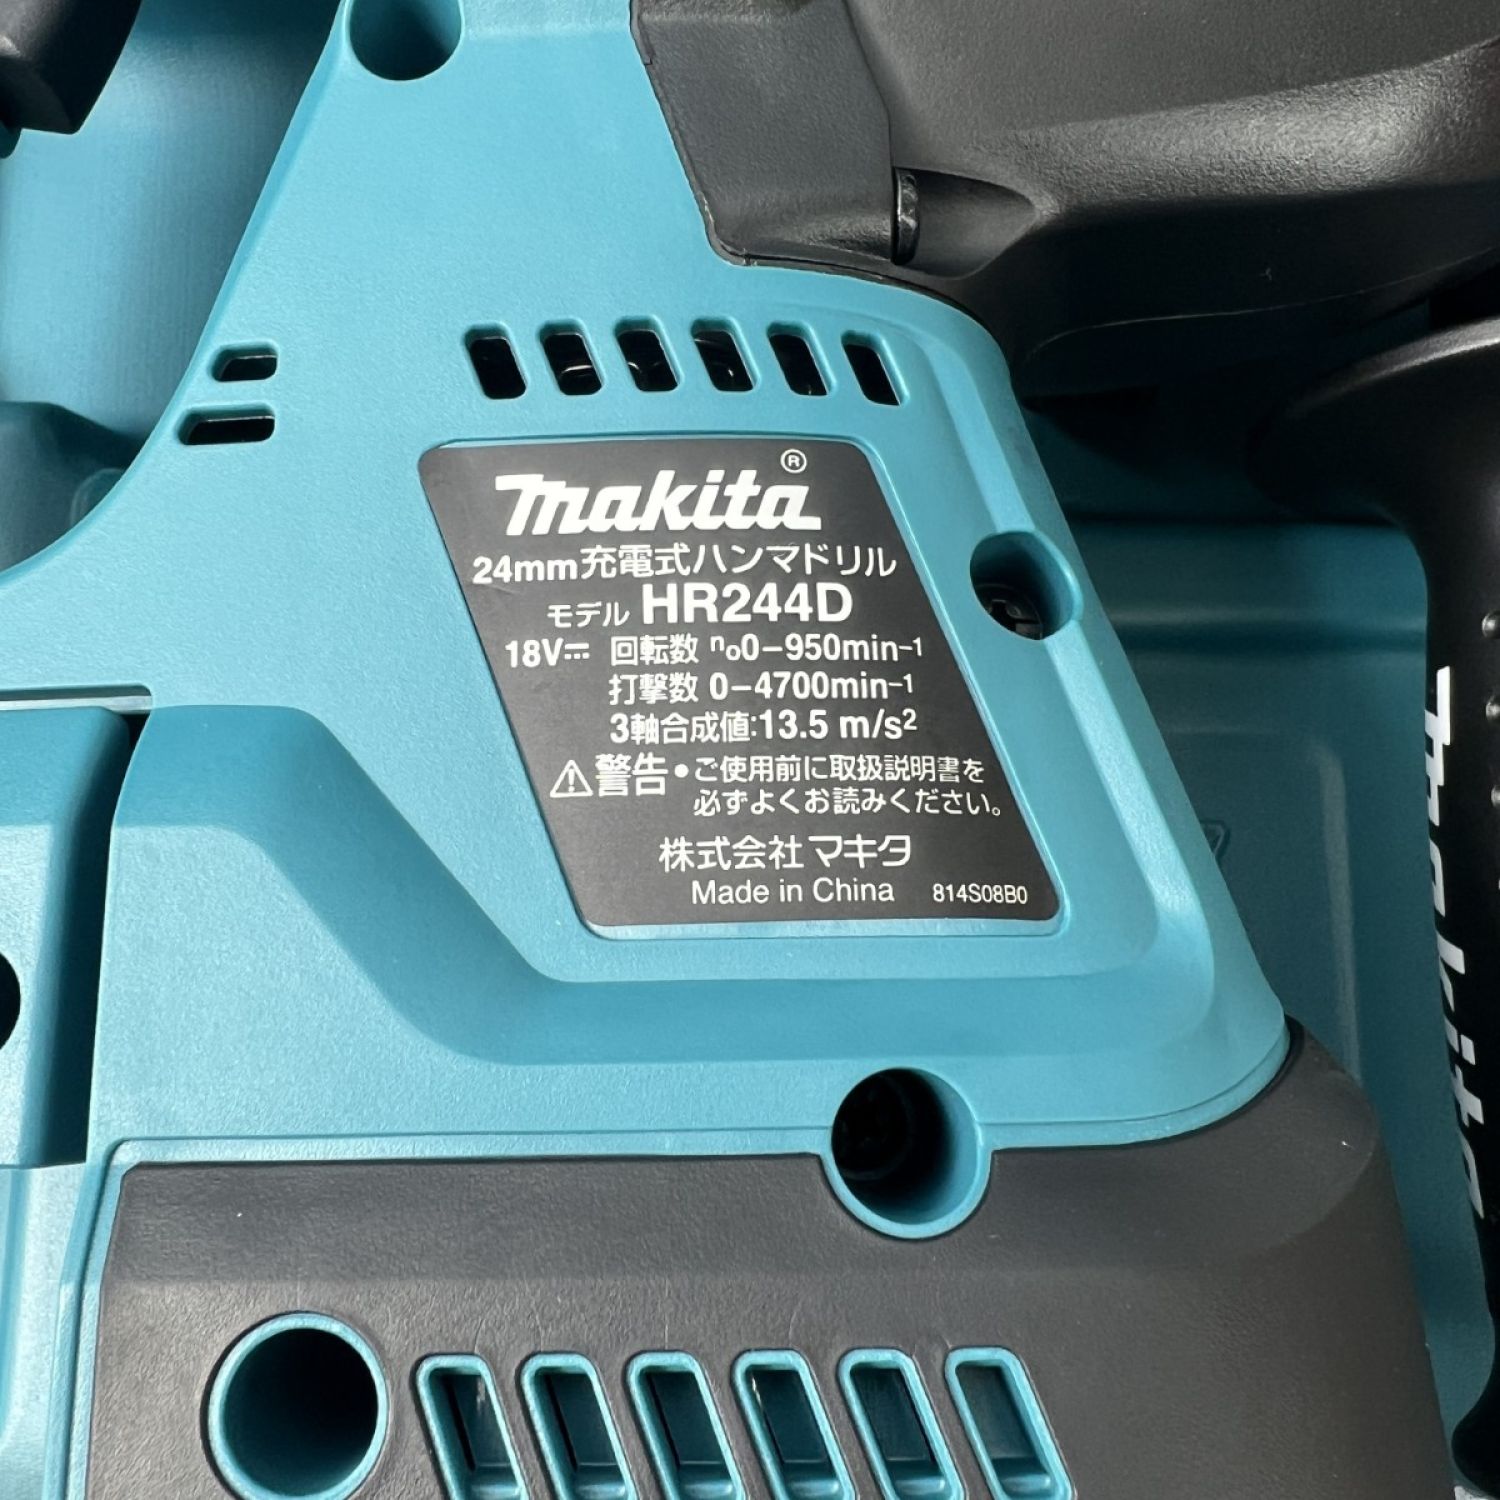 makita®
24mm充電式ハンマドリル
モデル HR244D
18V⎓ 回転数 n₀0–950min⁻¹
打撃数 0–4700min⁻¹
3軸合成値:13.5 m/s²
⚠警告•ご使用前に取扱説明書を
必ずよくお読みください。
株式会社 マキタ
Made in China 814S08B0
makita